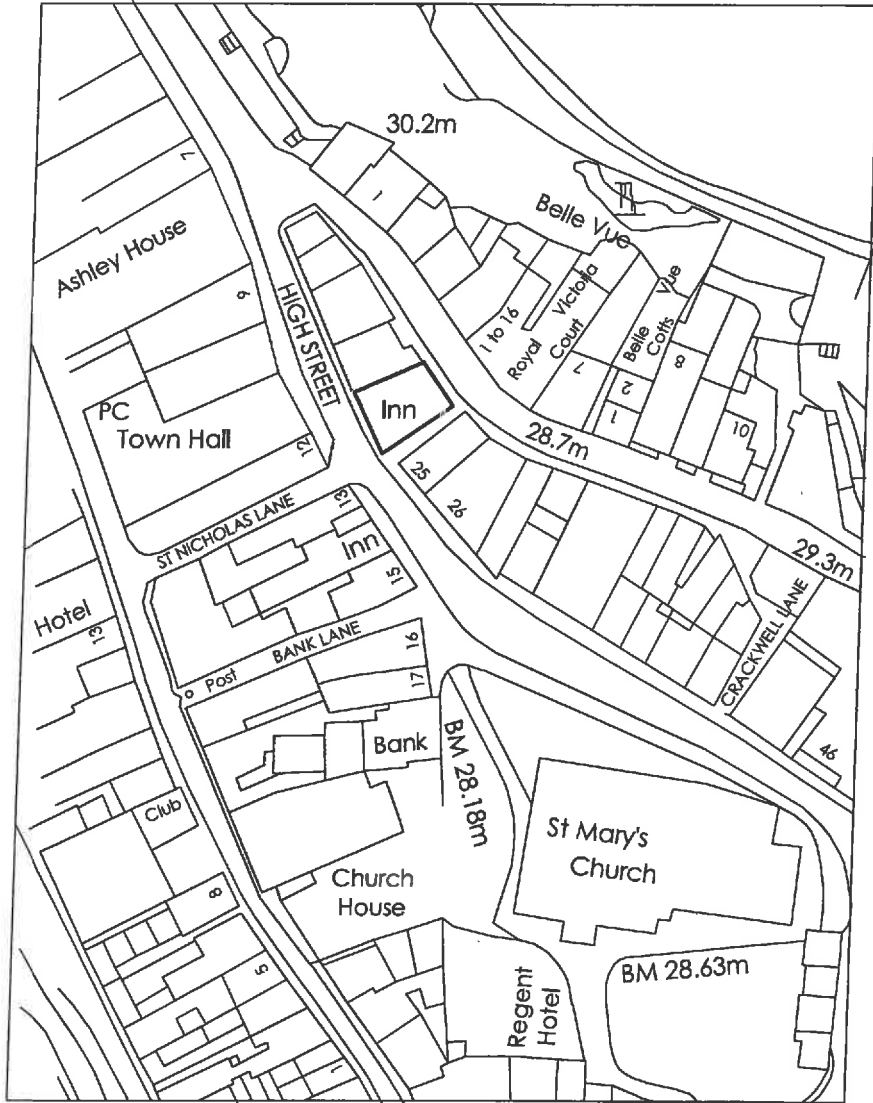 30.2m
1
7
Ashley House
Belle Vue
HIGH STREET
9
1 to 16
Royal Victoria
Court
7
Belle Vue
Cotts
2
1
8
10
Inn
PC
Town Hall
12
25
26
28.7m
29.3m
ST NICHOLAS LANE
13
Inn
15
CRACKWELL LANE
Hotel
13
BANK LANE
Post
16
17
46
Bank
BM 28.18m
Club
St Mary's
Church
Church
House
8
5
1
Regent
Hotel
BM 28.63m